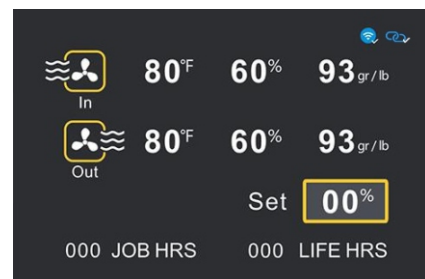 80°F 60% 93 gr/lb
In
80°F 60% 93 gr/lb
Out
Set 00%
000 JOB HRS 000 LIFE HRS